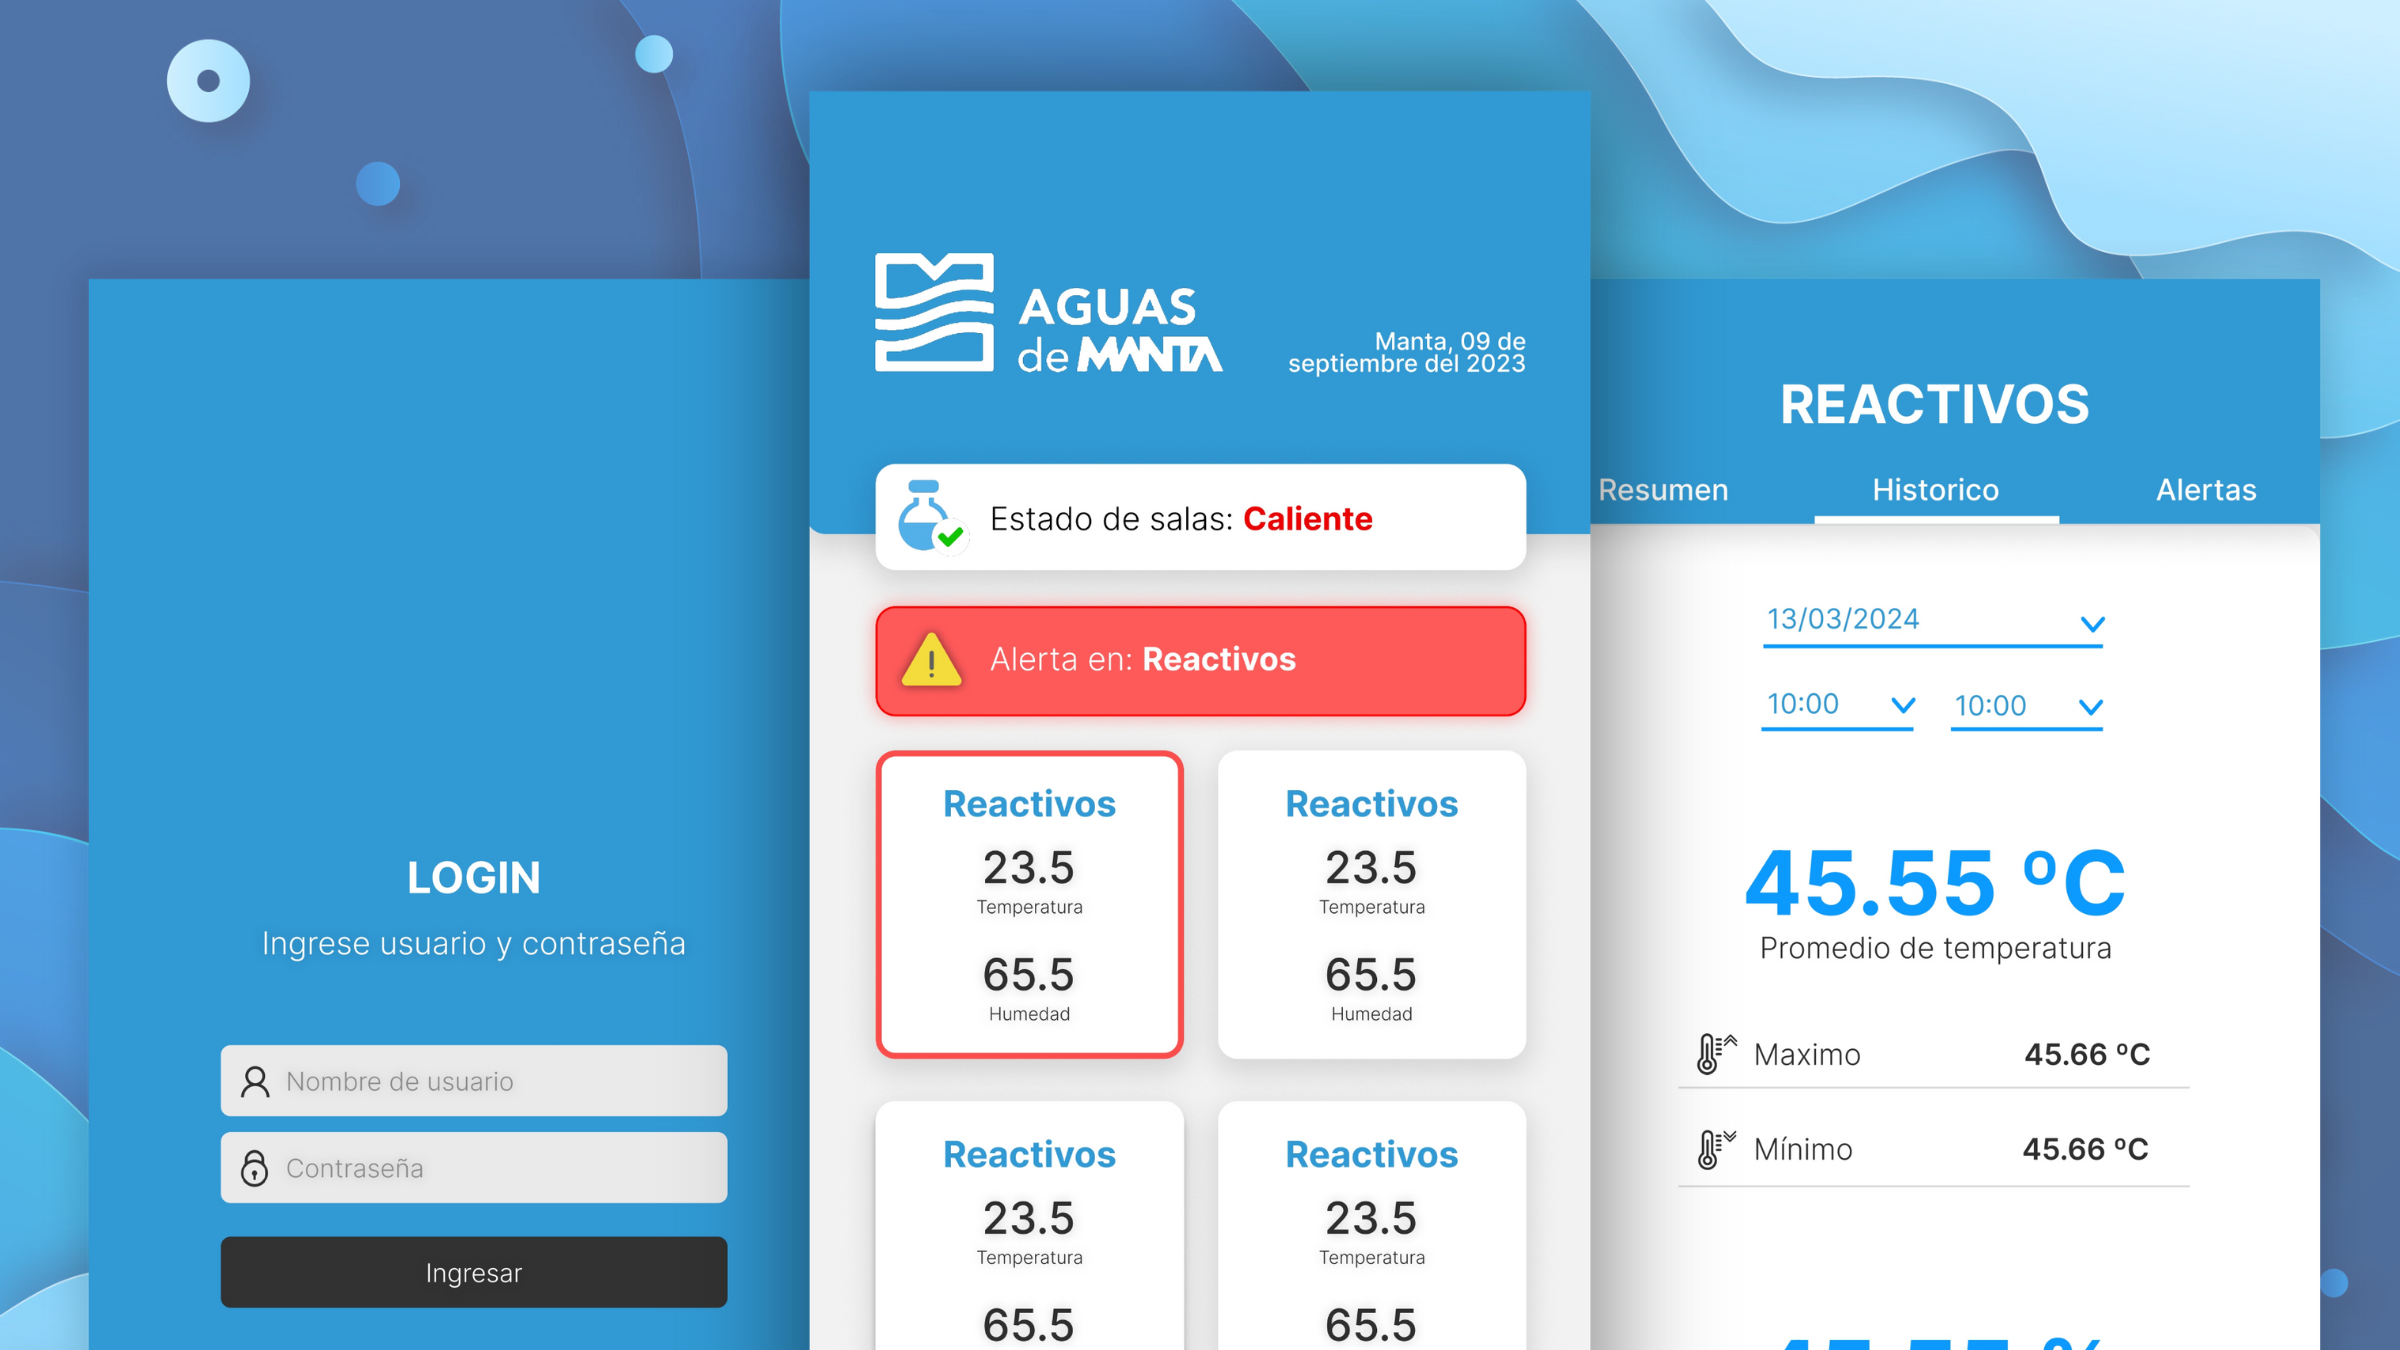 LOGIN
Ingrese usuario y contraseña
Nombre de usuario
Contraseña
Ingresar
AGUAS
de MANTA
Manta, 09 de
septiembre del 2023
Estado de salas: Caliente
Alerta en: Reactivos
Reactivos
23.5
Temperatura
65.5
Humedad
Reactivos
23.5
Temperatura
65.5
Humedad
Reactivos
23.5
Temperatura
65.5
Reactivos
23.5
Temperatura
65.5
REACTIVOS
Resumen Historico Alertas
13/03/2024
10:00 10:00
45.55 ºC
Promedio de temperatura
Maximo 45.66 ºC
Mínimo 45.66 ºC